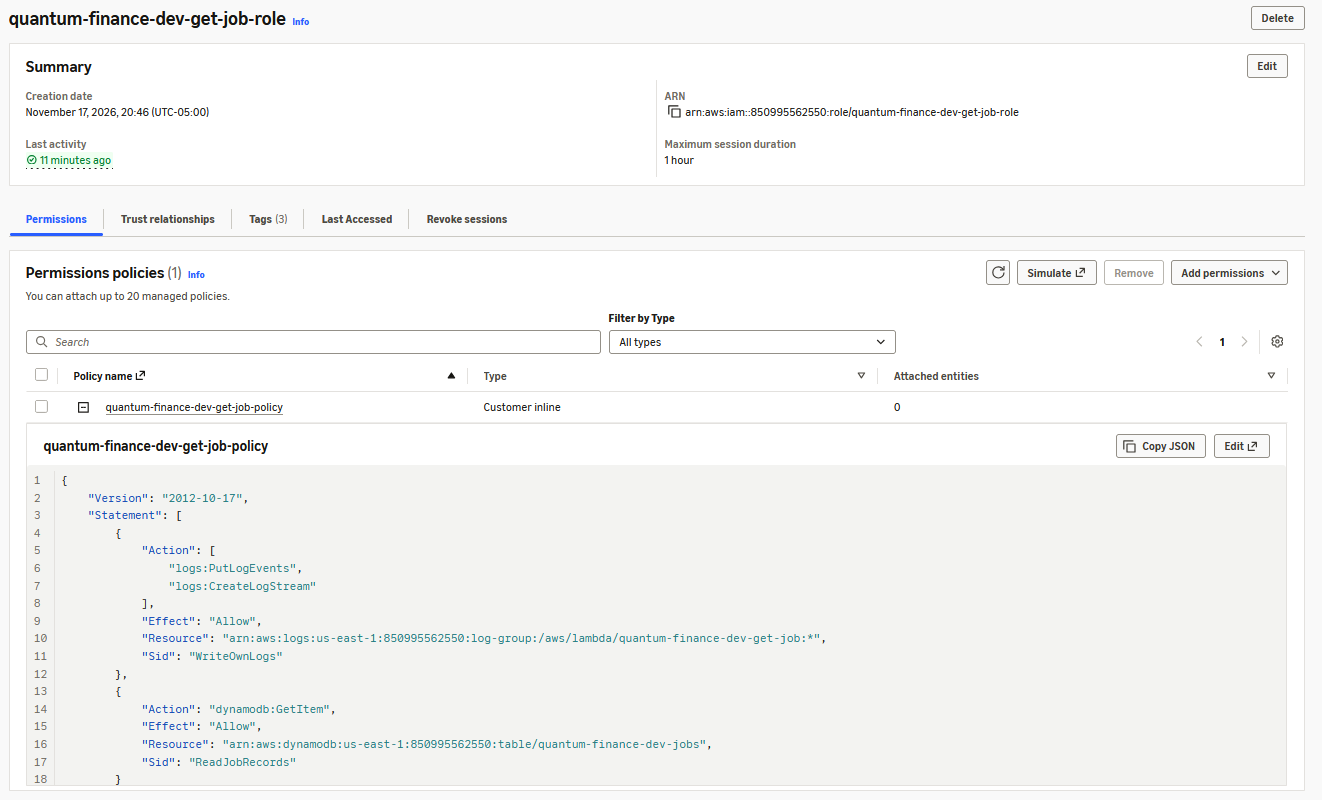 quantum-finance-dev-get-job-role Info
Delete
Summary
Edit
Creation date
November 17, 2026, 20:46 (UTC-05:00)
ARN
arn:aws:iam::850995562550:role/quantum-finance-dev-get-job-role
Last activity
11 minutes ago
Maximum session duration
1 hour
Permissions
Trust relationships
Tags (3)
Last Accessed
Revoke sessions
Permissions policies (1) Info
You can attach up to 20 managed policies.
Simulate
Remove
Add permissions
Filter by Type
Search
All types
1
Policy name
Type
Attached entities
quantum-finance-dev-get-job-policy
Customer inline
0
quantum-finance-dev-get-job-policy
Copy JSON
Edit
1 {
2 "Version": "2012-10-17",
3 "Statement": [
4 {
5 "Action": [
6 "logs:PutLogEvents",
7 "logs:CreateLogStream"
8 ],
9 "Effect": "Allow",
10 "Resource": "arn:aws:logs:us-east-1:850995562550:log-group:/aws/lambda/quantum-finance-dev-get-job:*",
11 "Sid": "WriteOwnLogs"
12 },
13 {
14 "Action": "dynamodb:GetItem",
15 "Effect": "Allow",
16 "Resource": "arn:aws:dynamodb:us-east-1:850995562550:table/quantum-finance-dev-jobs",
17 "Sid": "ReadJobRecords"
18 }